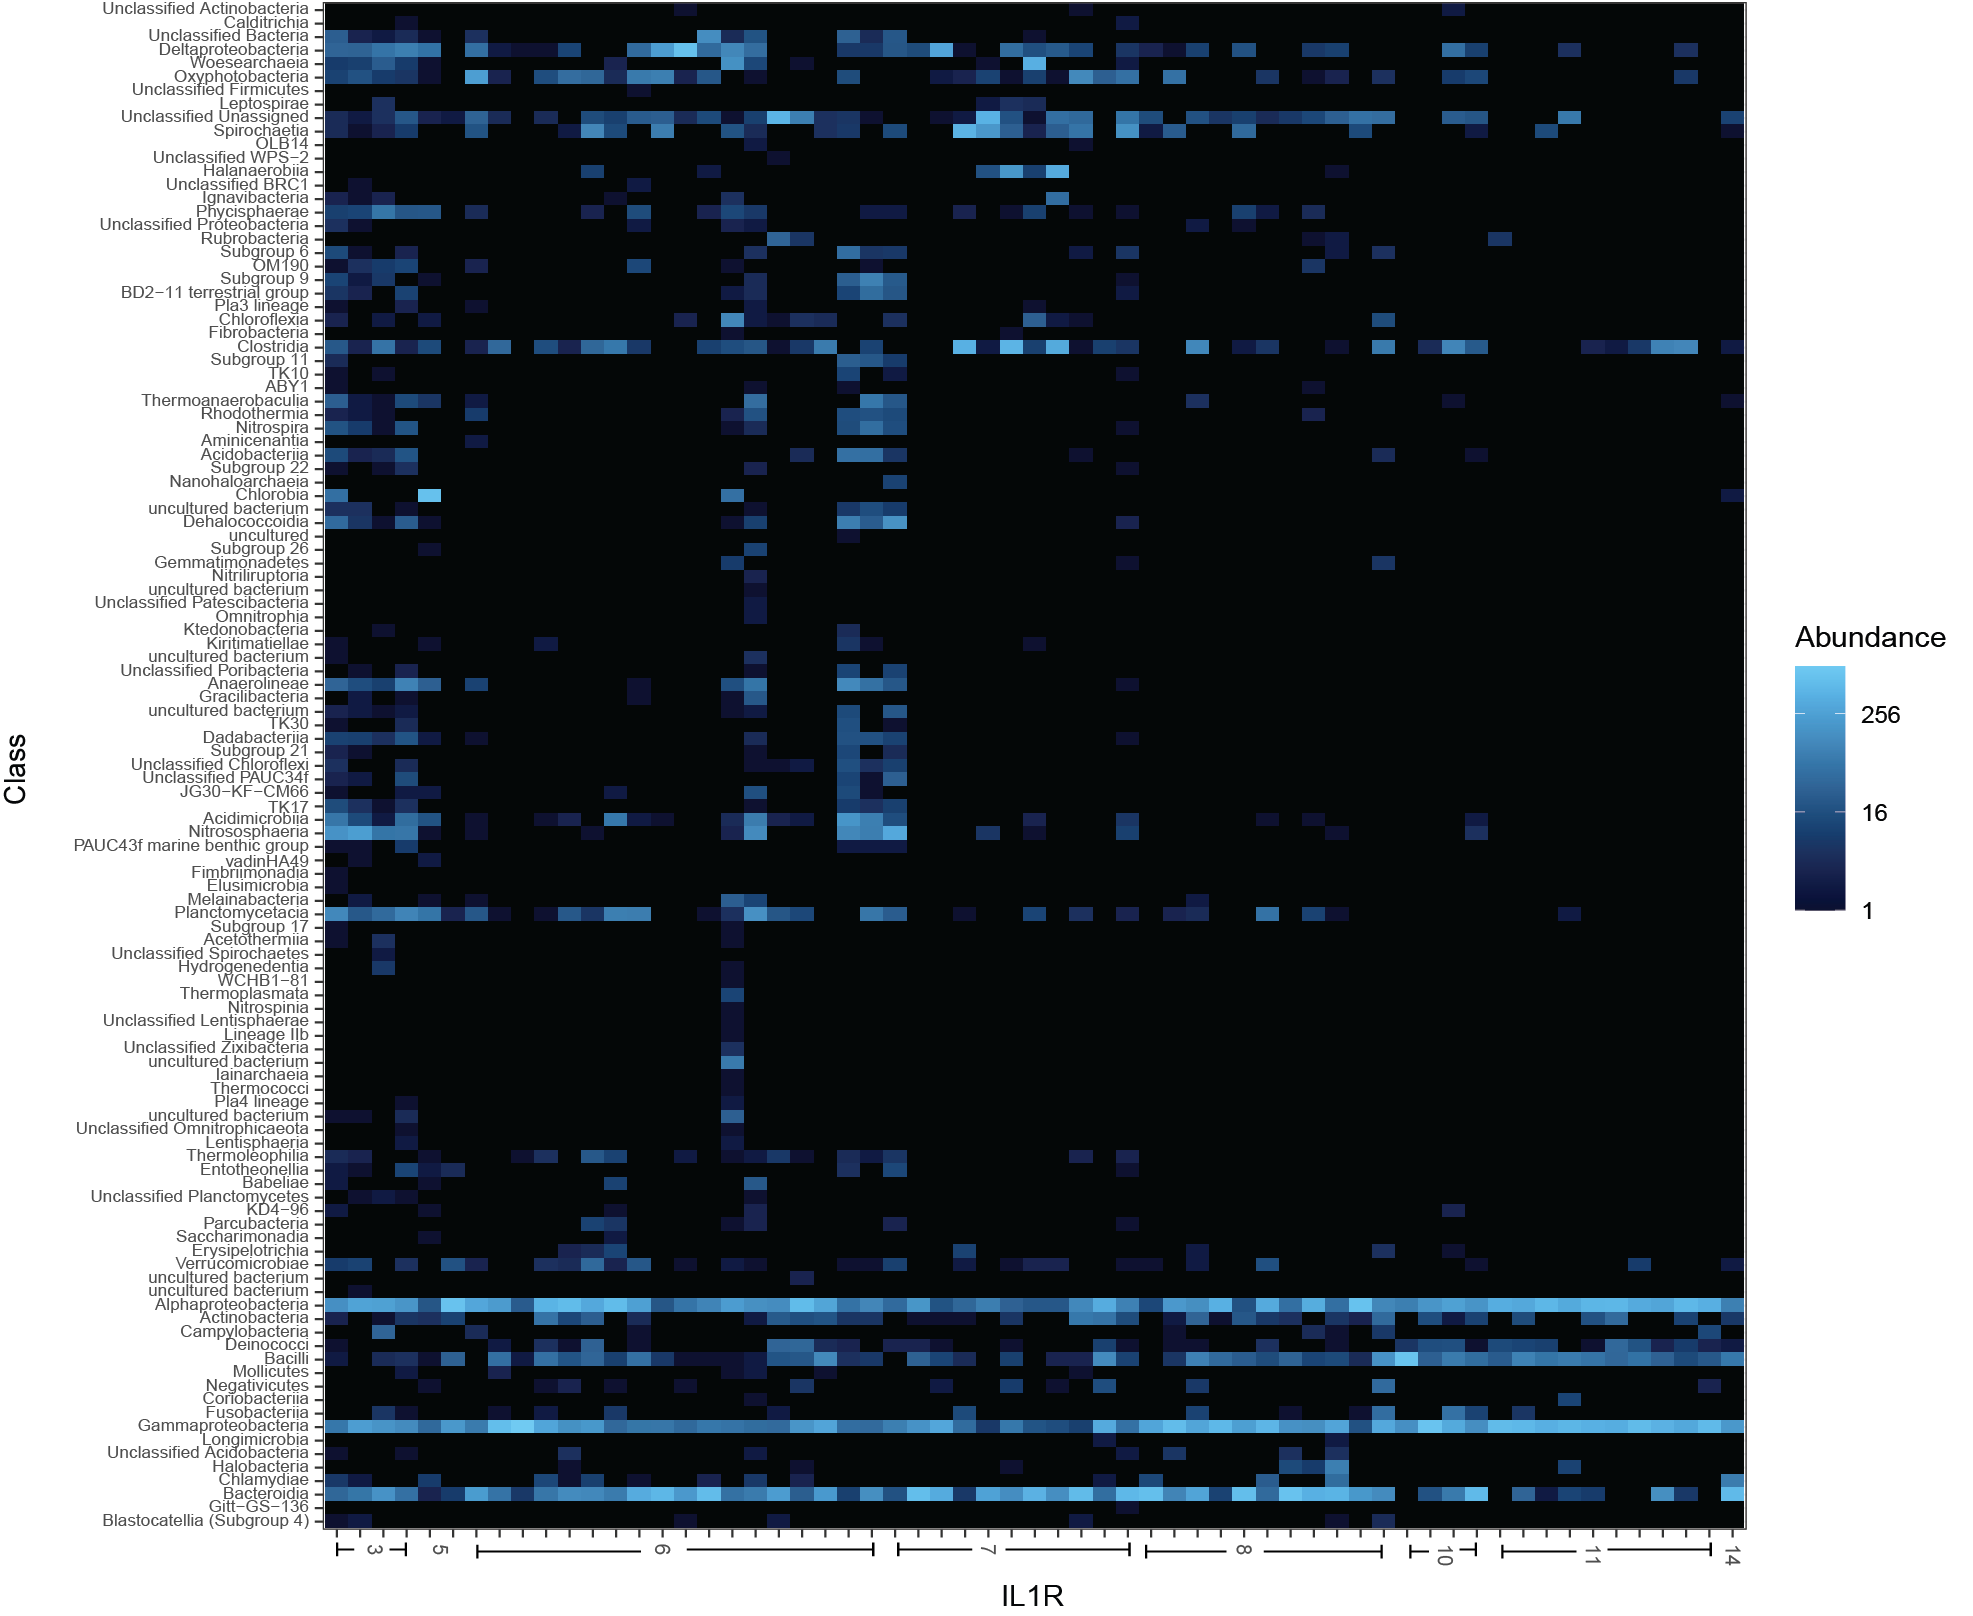 Unclassified Actinobacteria
Calditrichia
Unclassified Bacteria
Deltaproteobacteria
Woesearchaeia
Oxyphotobacteria
Unclassified Firmicutes
Leptospirae
Unclassified Unassigned
Spirochaetia
OLB14
Unclassified WPS−2
Halanaerobiia
Unclassified BRC1
Ignavibacteria
Phycisphaerae
Unclassified Proteobacteria
Rubrobacteria
Subgroup 6
OM190
Subgroup 9
BD2−11 terrestrial group
Pla3 lineage
Chloroflexia
Fibrobacteria
Clostridia
Subgroup 11
TK10
ABY1
Thermoanaerobaculia
Rhodothermia
Nitrospira
Aminicenantia
Acidobacteriia
Subgroup 22
Nanohaloarchaeia
Chlorobia
uncultured bacterium
Dehalococcoidia
uncultured
Subgroup 26
Gemmatimonadetes
Nitriliruptoria
uncultured bacterium
Unclassified Patescibacteria
Omnitrophia
Ktedonobacteria
Kiritimatiellae
uncultured bacterium
Unclassified Poribacteria
Anaerolineae
Gracilibacteria
uncultured bacterium
TK30
Dadabacteriia
Subgroup 21
Unclassified Chloroflexi
Unclassified PAUC34f
JG30−KF−CM66
TK17
Acidimicrobiia
Nitrososphaeria
PAUC43f marine benthic group
vadinHA49
Fimbriimonadia
Elusimicrobia
Melainabacteria
Planctomycetacia
Subgroup 17
Acetothermiia
Unclassified Spirochaetes
Hydrogenedentia
WCHB1−81
Thermoplasmata
Nitrospinia
Unclassified Lentisphaerae
Lineage IIb
Unclassified Zixibacteria
uncultured bacterium
Iainarchaeia
Thermococci
Pla4 lineage
uncultured bacterium
Unclassified Omnitrophicaeota
Lentisphaeria
Thermoleophilia
Entotheonellia
Babeliae
Unclassified Planctomycetes
KD4−96
Parcubacteria
Saccharimonadia
Erysipelotrichia
Verrucomicrobiae
uncultured bacterium
uncultured bacterium
Alphaproteobacteria
Actinobacteria
Campylobacteria
Deinococci
Bacilli
Mollicutes
Negativicutes
Coriobacteriia
Fusobacteriia
Gammaproteobacteria
Longimicrobia
Unclassified Acidobacteria
Halobacteria
Chlamydiae
Bacteroidia
Gitt−GS−136
Blastocatellia (Subgroup 4)
Class
3 5 6 7 8 10 11 14
IL1R
Abundance
256
16
1